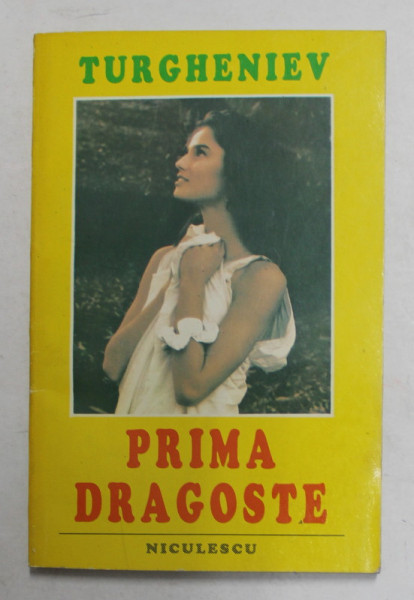 TURGHENIEV
PRIMA
DRAGOSTE
NICULESCU